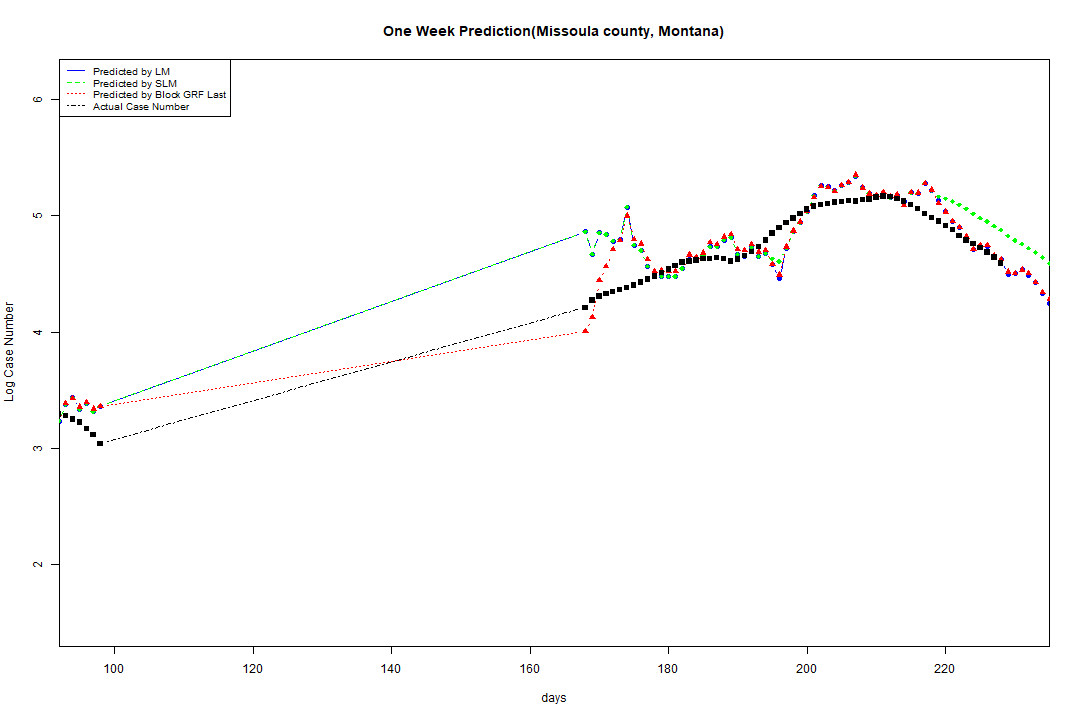 One Week Prediction(Missoula county, Montana)
Predicted by LM
Predicted by SLM
Predicted by Block GRF Last
Actual Case Number
6
5
4
3
2
Log Case Number
100 120 140 160 180 200 220
days